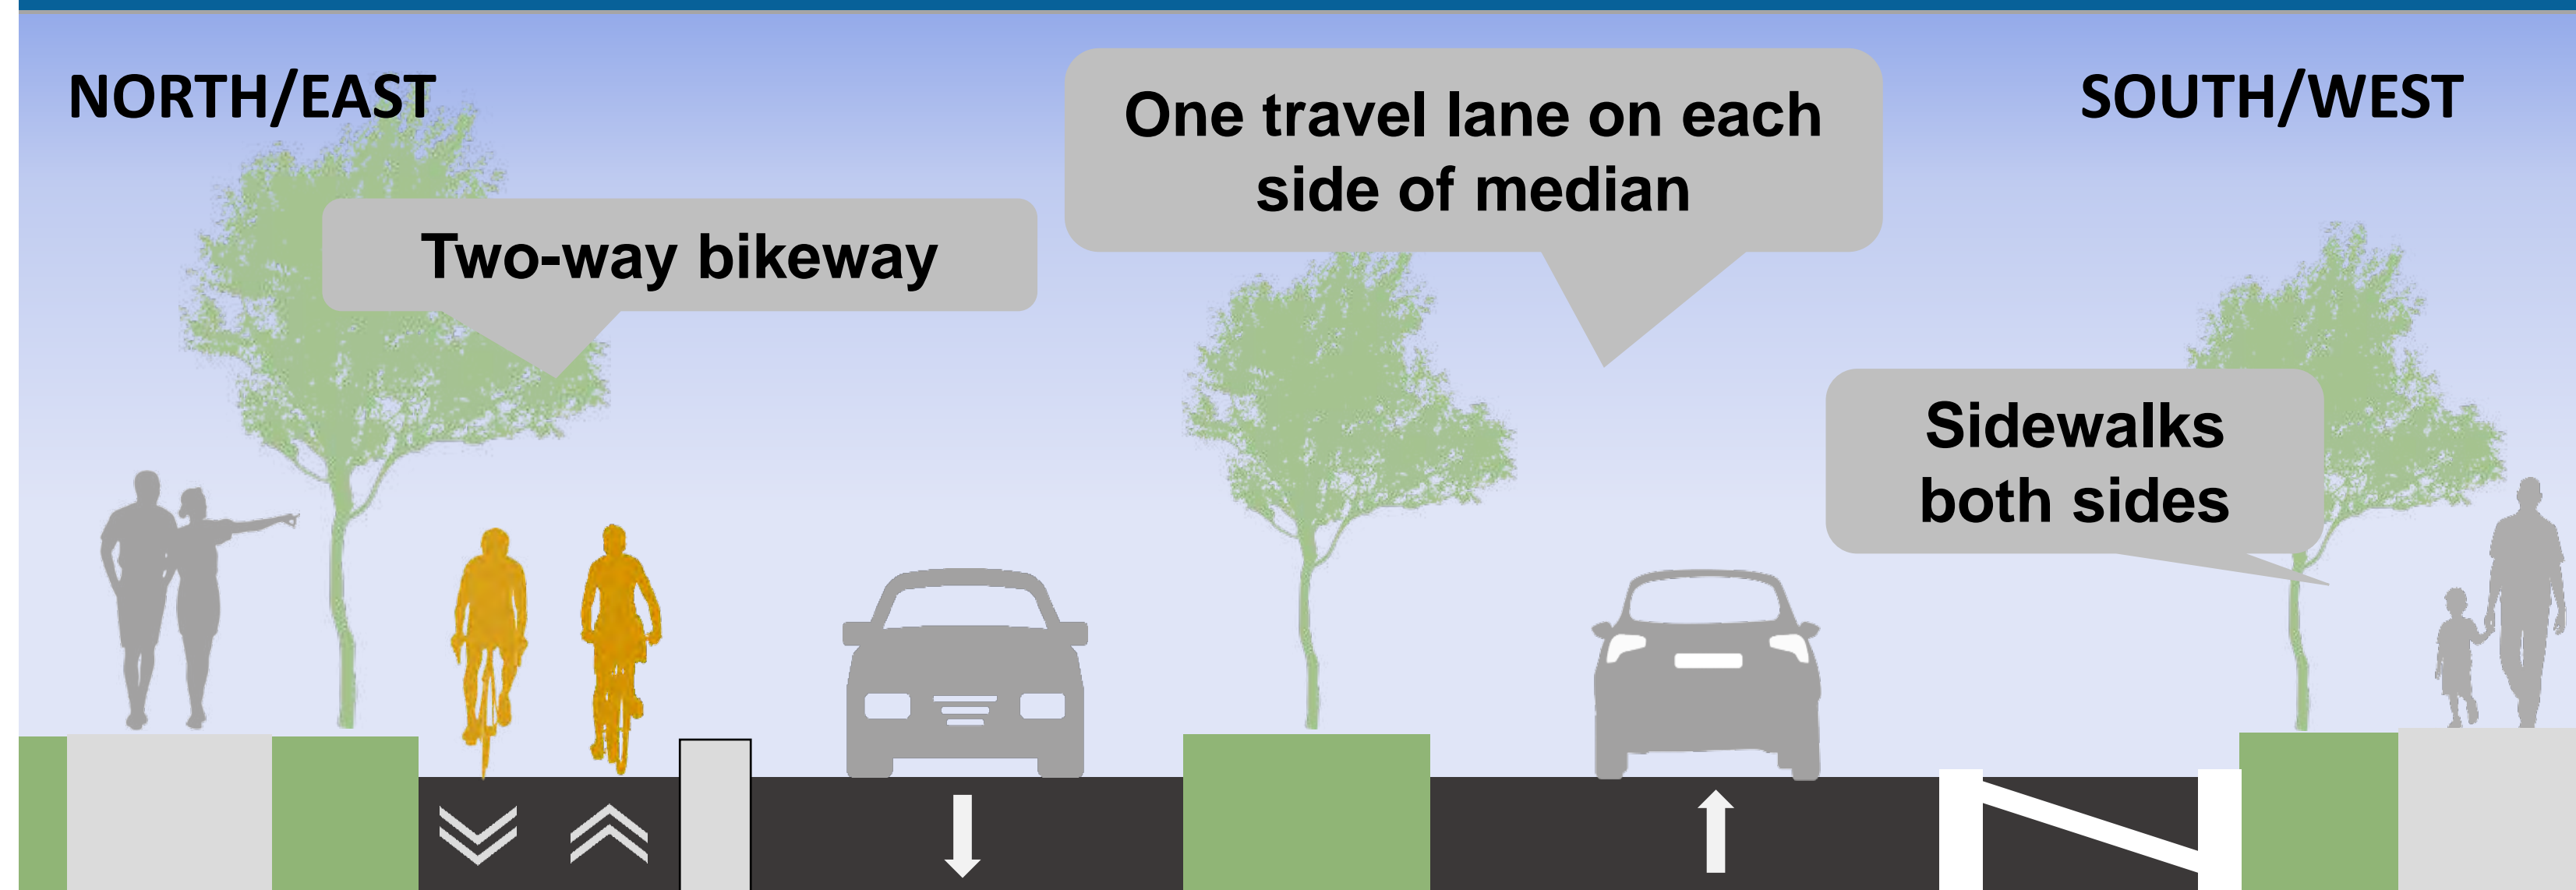 NORTH/EAST
One travel lane on each
side of median
SOUTH/WEST
Two-way bikeway
Sidewalks
both sides